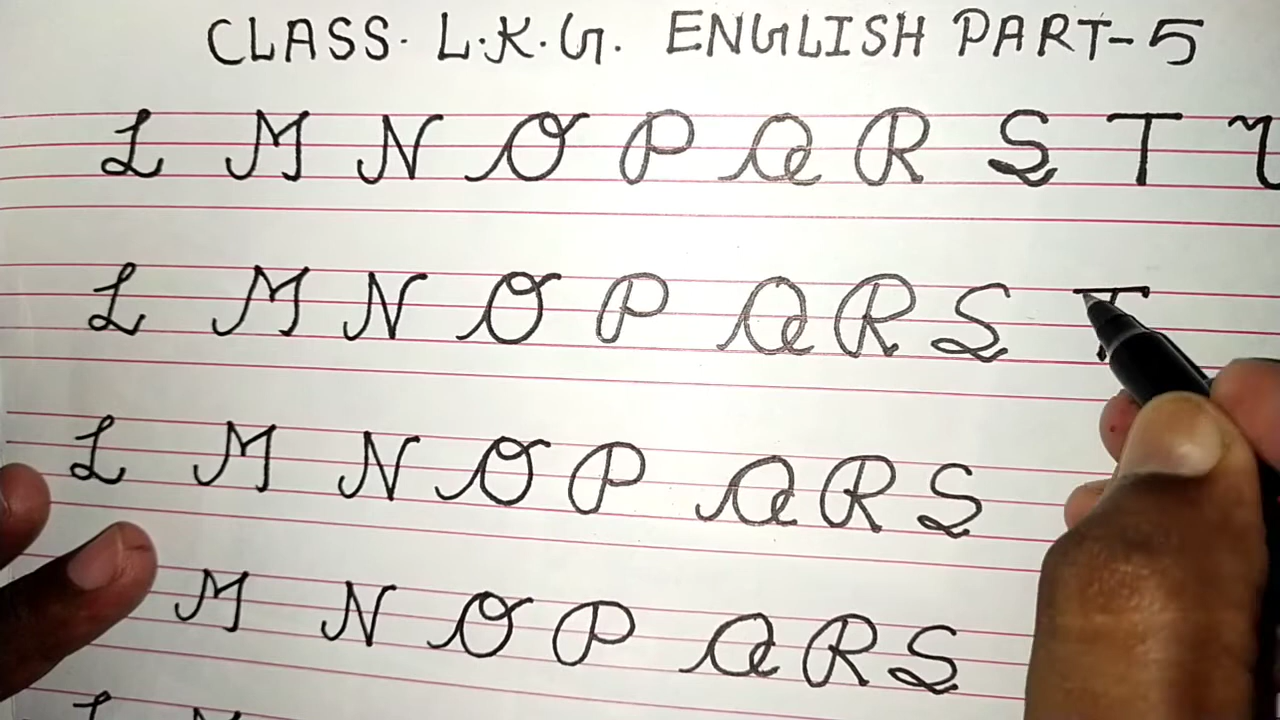 CLASS. L.K.G. ENGLISH PART-5
L M N O P Q R S T U
L M N O P Q R S T
L M N O P Q R S
M N O P Q R S
L